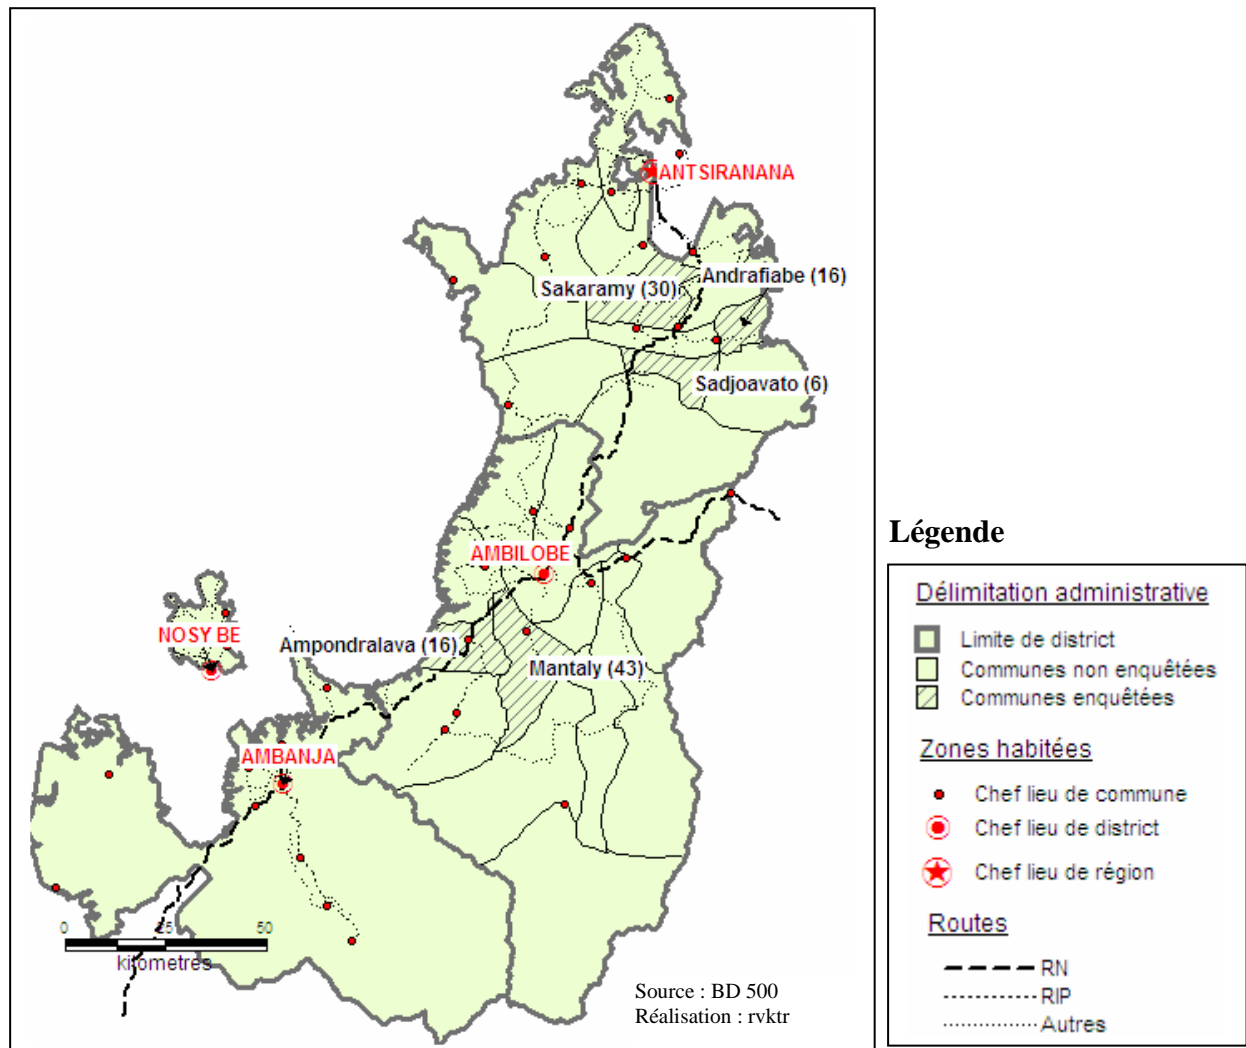 ANTSIRANANA
Andrafiabe (16)
Sakaramy (30)
Sadjoavato (6)
AMBILOBE
NOSY BE
Ampondralava (16)
Mantaly (43)
AMBANJA
0 25 50
kilometres
Source : BD 500
Réalisation : rvktr
Légende
Délimitation administrative
Limite de district
Communes non enquêtées
Communes enquêtées
Zones habitées
Chef lieu de commune
Chef lieu de district
Chef lieu de région
Routes
RN
RIP
Autres